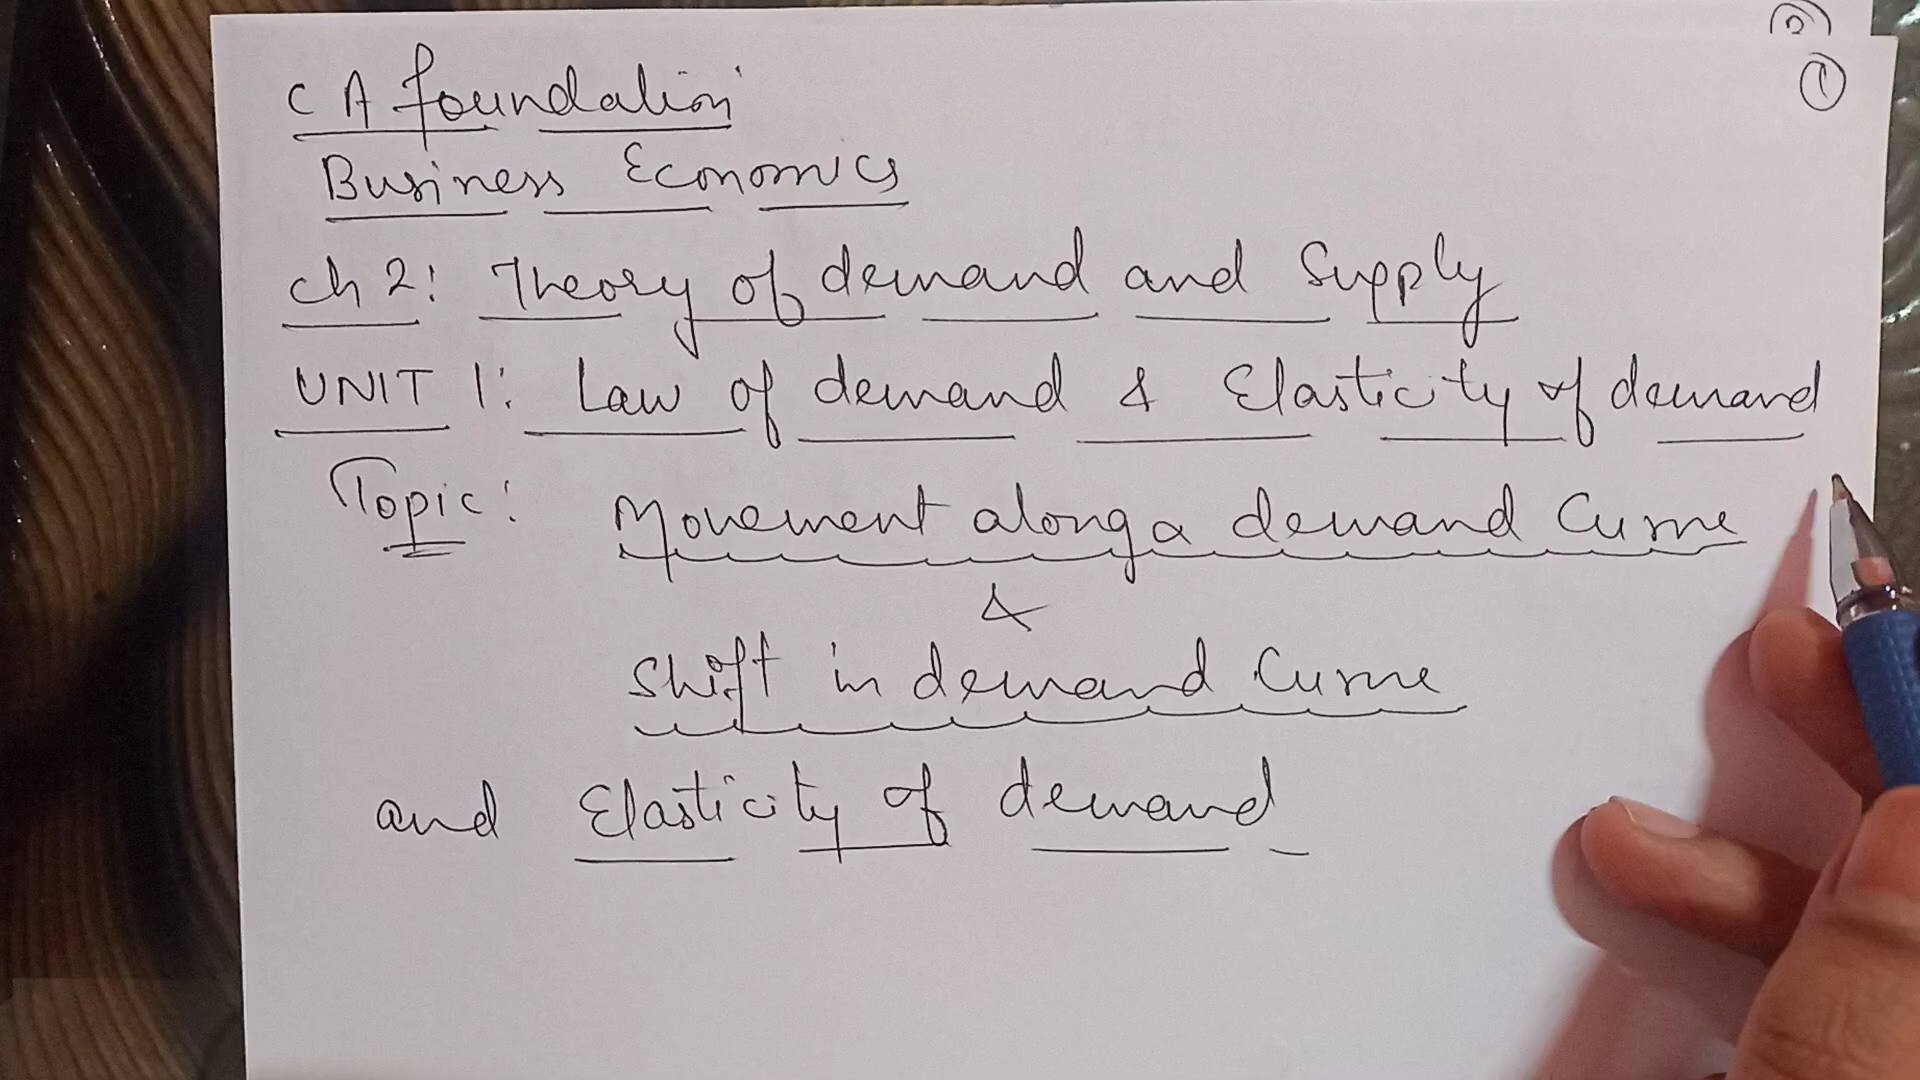 2
1
CA foundation
Business Economics
Ch 2: Theory of demand and Supply
UNIT 1: Law of demand & Elasticity of demand
Topic: Movement along a demand Curve
&
Shift in demand Curve
and Elasticity of demand